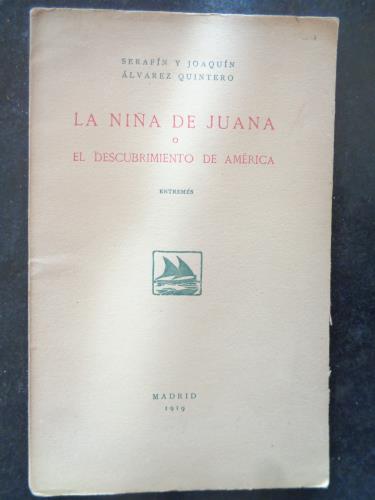 SERAFÍN Y JOAQUÍN
ÁLVAREZ QUINTERO
LA NIÑA DE JUANA
O
EL DESCUBRIMIENTO DE AMÉRICA
ENTREMÉS
MADRID
1919